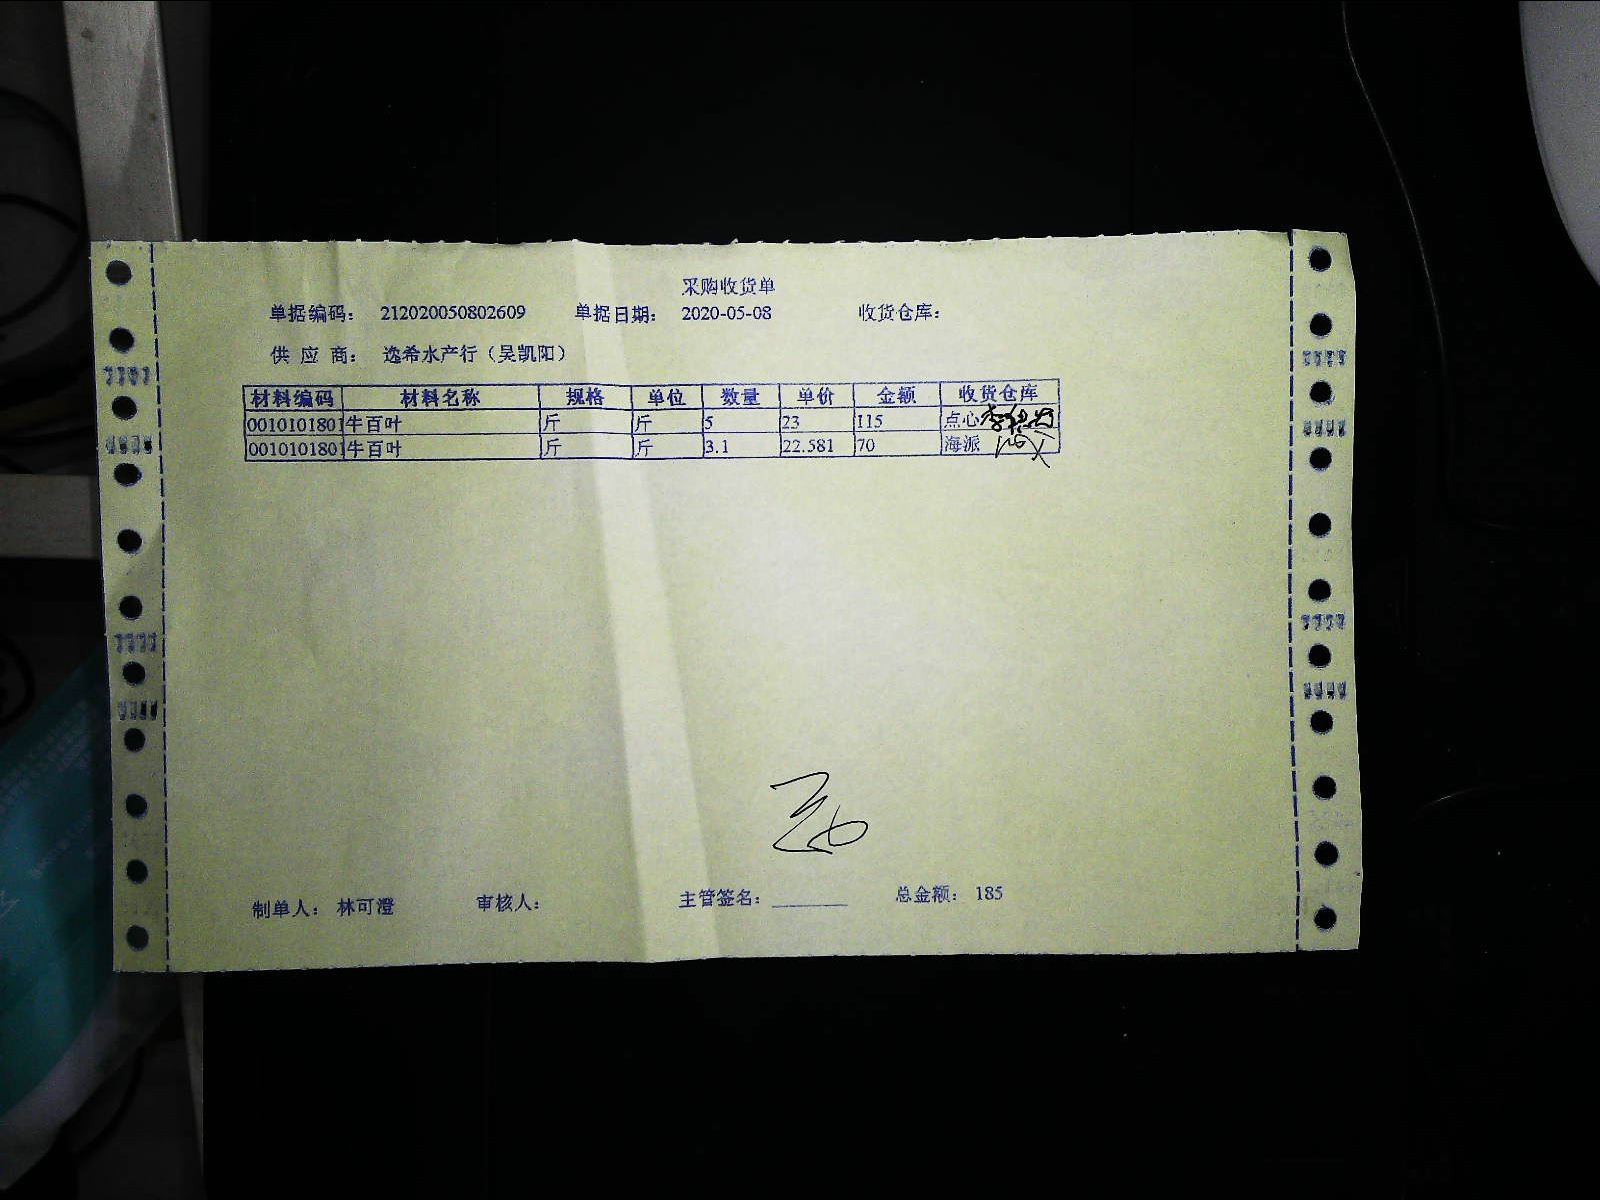 采购收货单
单据编码： 212020050802609 单据日期： 2020-05-08 收货仓库：
供 应 商： 逸希水产行（吴凯阳）
材料编码 材料名称 规格 单位 数量 单价 金额 收货仓库
0010101801 牛百叶 斤 斤 5 23 115 点心
0010101801 牛百叶 斤 斤 3.1 22.581 70 海派
制单人： 林可澄 审核人： 主管签名： 总金额： 185